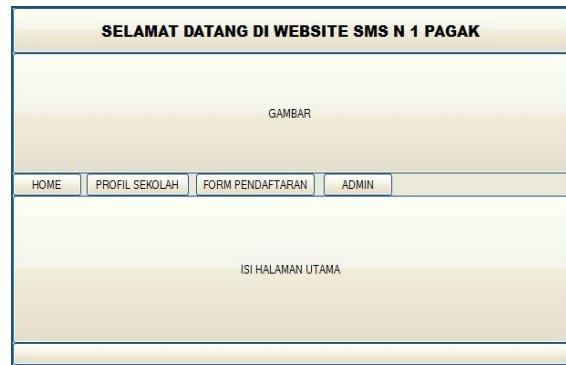 SELAMAT DATANG DI WEBSITE SMS N 1 PAGAK
GAMBAR
HOME PROFIL SEKOLAH FORM PENDAFTARAN ADMIN
ISI HALAMAN UTAMA